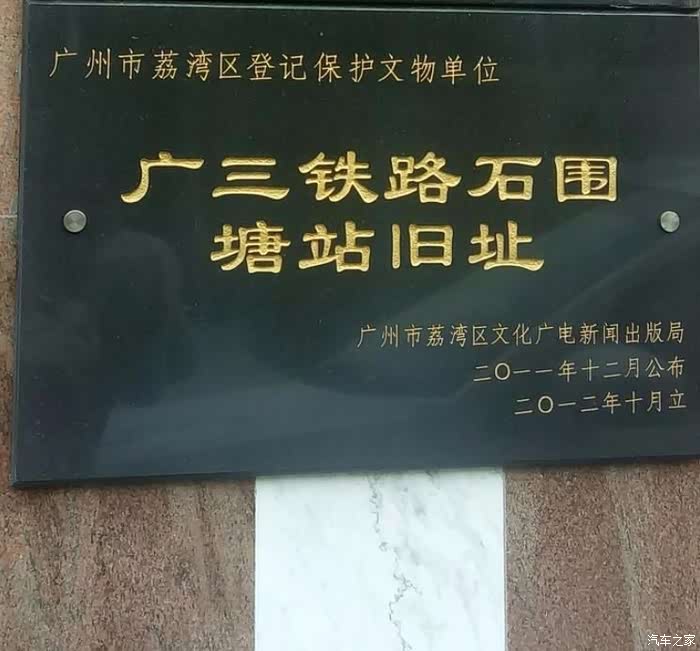 广州市荔湾区登记保护文物单位
广三铁路石围
塘站旧址
广州市荔湾区文化广电新闻出版局
二〇一一年十二月公布
二〇一二年十月立
汽车之家